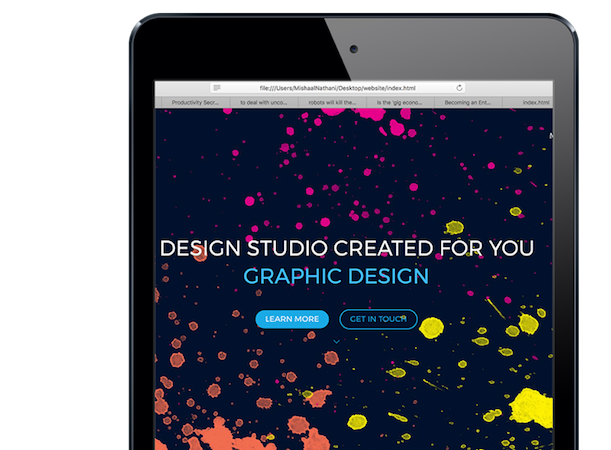 file:///Users/MishaalNathani/Desktop/website/index.html
Productivity Secr...
to deal with unco...
robots will kill the...
Is the 'gig econo...
Becoming an Ent...
index.html
M
DESIGN STUDIO CREATED FOR YOU
GRAPHIC DESIGN
LEARN MORE
GET IN TOUCH